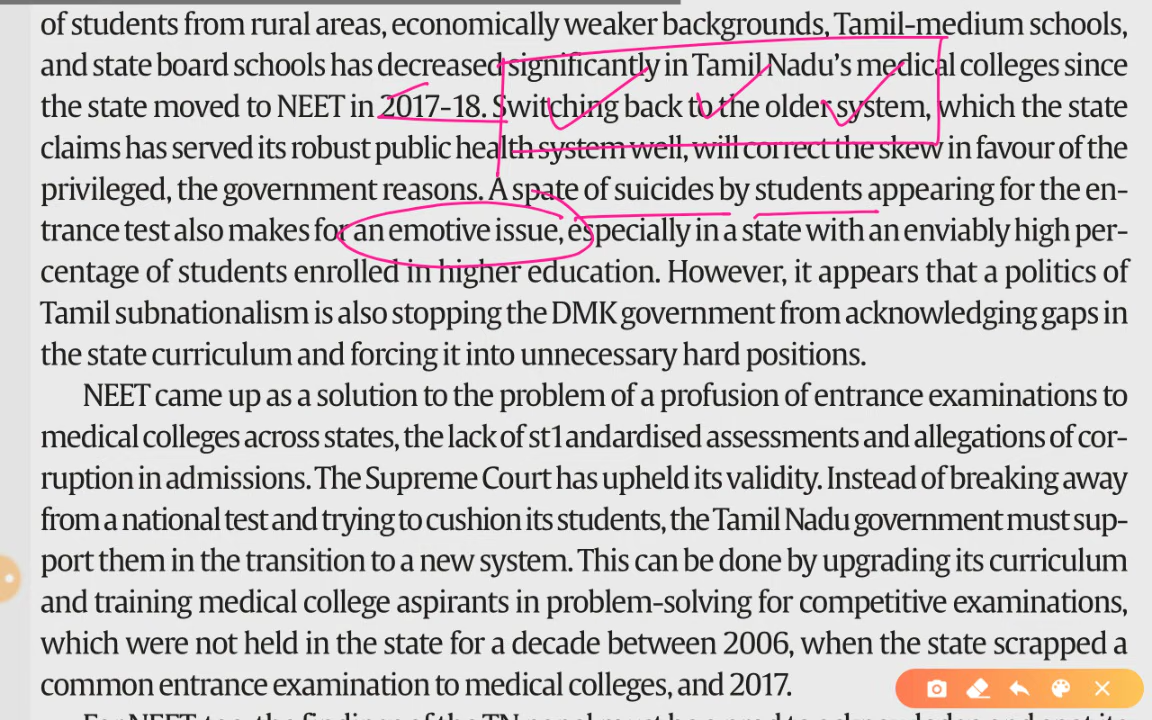 of students from rural areas, economically weaker backgrounds, Tamil-medium schools,
and state board schools has decreased significantly in Tamil Nadu's medical colleges since
the state moved to NEET in 2017-18. Switching back to the older system, which the state
claims has served its robust public health system well, will correct the skew in favour of the
privileged, the government reasons. A spate of suicides by students appearing for the en-
trance test also makes for an emotive issue, especially in a state with an enviably high per-
centage of students enrolled in higher education. However, it appears that a politics of
Tamil subnationalism is also stopping the DMK government from acknowledging gaps in
the state curriculum and forcing it into unnecessary hard positions.
NEET came up as a solution to the problem of a profusion of entrance examinations to
medical colleges across states, the lack of st1andardised assessments and allegations of cor-
ruption in admissions. The Supreme Court has upheld its validity. Instead of breaking away
from a national test and trying to cushion its students, the Tamil Nadu government must sup-
port them in the transition to a new system. This can be done by upgrading its curriculum
and training medical college aspirants in problem-solving for competitive examinations,
which were not held in the state for a decade between 2006, when the state scrapped a
common entrance examination to medical colleges, and 2017.